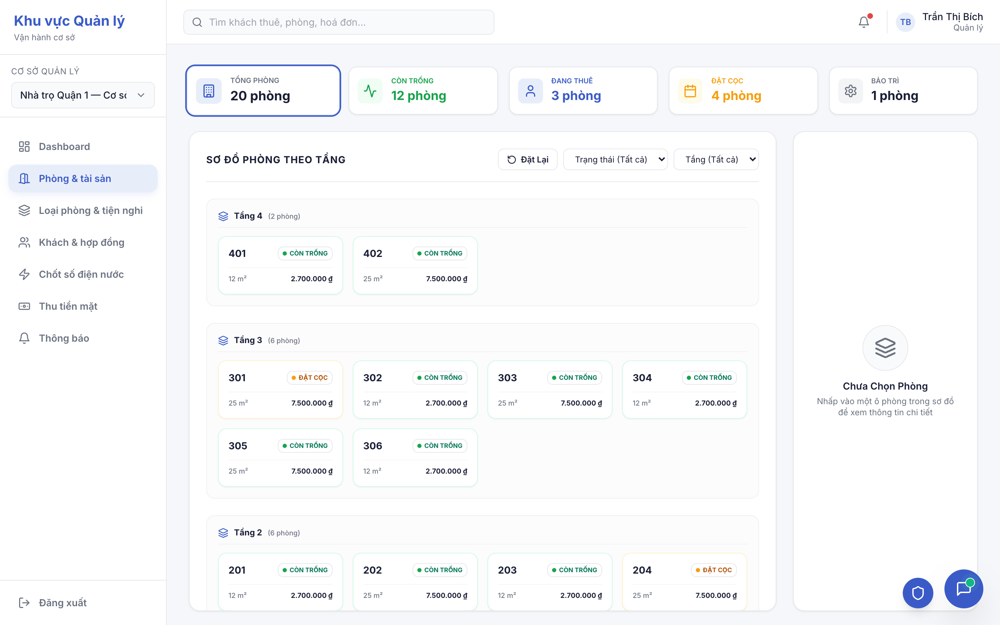 Khu vực Quản lý
Vận hành cơ sở
CƠ SỞ QUẢN LÝ
Nhà trọ Quận 1 — Cơ sở
Dashboard
Phòng & tài sản
Loại phòng & tiện nghi
Khách & hợp đồng
Chốt số điện nước
Thu tiền mặt
Thông báo
Đăng xuất
Tìm khách thuê, phòng, hoá đơn...
TB
Trần Thị Bích
Quản lý
TỔNG PHÒNG
20 phòng
CÒN TRỐNG
12 phòng
ĐANG THUÊ
3 phòng
ĐẶT CỌC
4 phòng
BẢO TRÌ
1 phòng
SƠ ĐỒ PHÒNG THEO TẦNG
Đặt Lại
Trạng thái (Tất cả)
Tầng (Tất cả)
Tầng 4 (2 phòng)
401 CÒN TRỐNG
12 m² 2.700.000 ₫
402 CÒN TRỐNG
25 m² 7.500.000 ₫
Tầng 3 (6 phòng)
301 ĐẶT CỌC
25 m² 7.500.000 ₫
302 CÒN TRỐNG
12 m² 2.700.000 ₫
303 CÒN TRỐNG
25 m² 7.500.000 ₫
304 CÒN TRỐNG
12 m² 2.700.000 ₫
305 CÒN TRỐNG
25 m² 7.500.000 ₫
306 CÒN TRỐNG
12 m² 2.700.000 ₫
Tầng 2 (6 phòng)
201 CÒN TRỐNG
12 m² 2.700.000 ₫
202 CÒN TRỐNG
25 m² 7.500.000 ₫
203 CÒN TRỐNG
12 m² 2.700.000 ₫
204 ĐẶT CỌC
25 m² 7.500.000 ₫
Chưa Chọn Phòng
Nhấp vào một ô phòng trong sơ đồ
để xem thông tin chi tiết